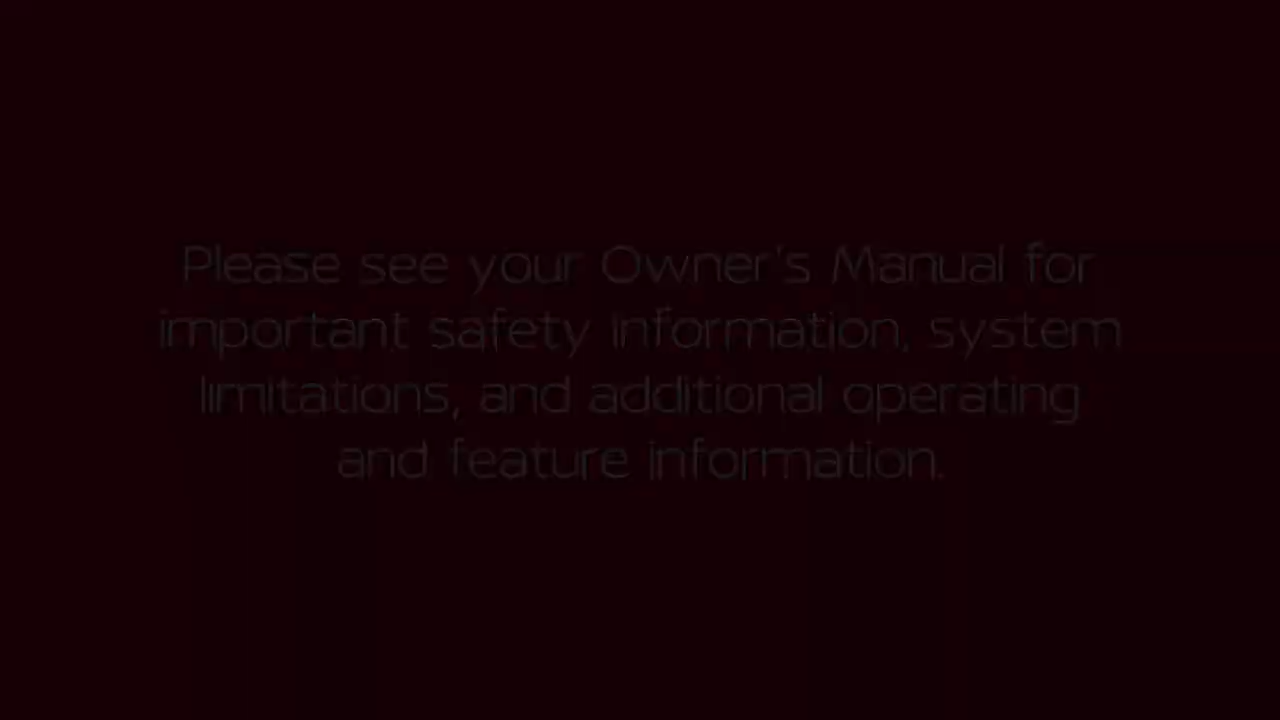 Please see your Owner's Manual for
important safety information, system
limitations, and additional operating
and feature information.